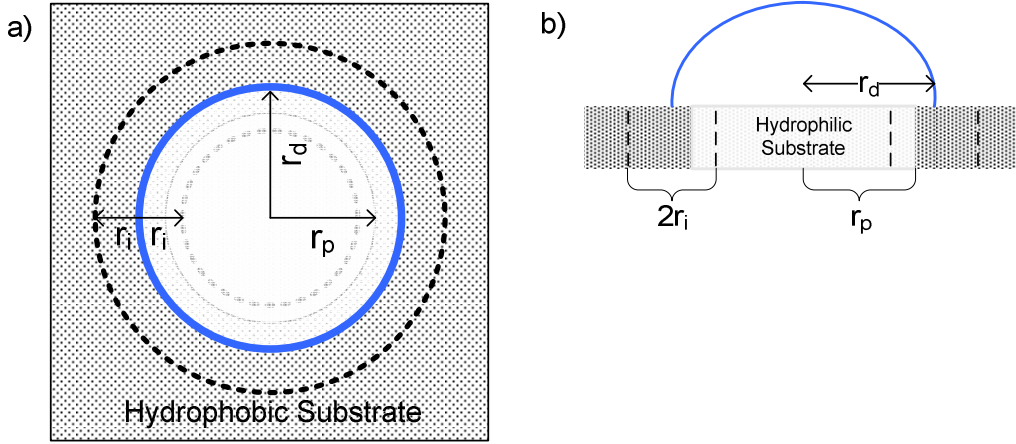 a)
r_d
r_i r_i
r_p
Hydrophobic Substrate
b)
r_d
Hydrophilic
Substrate
2r_i
r_p